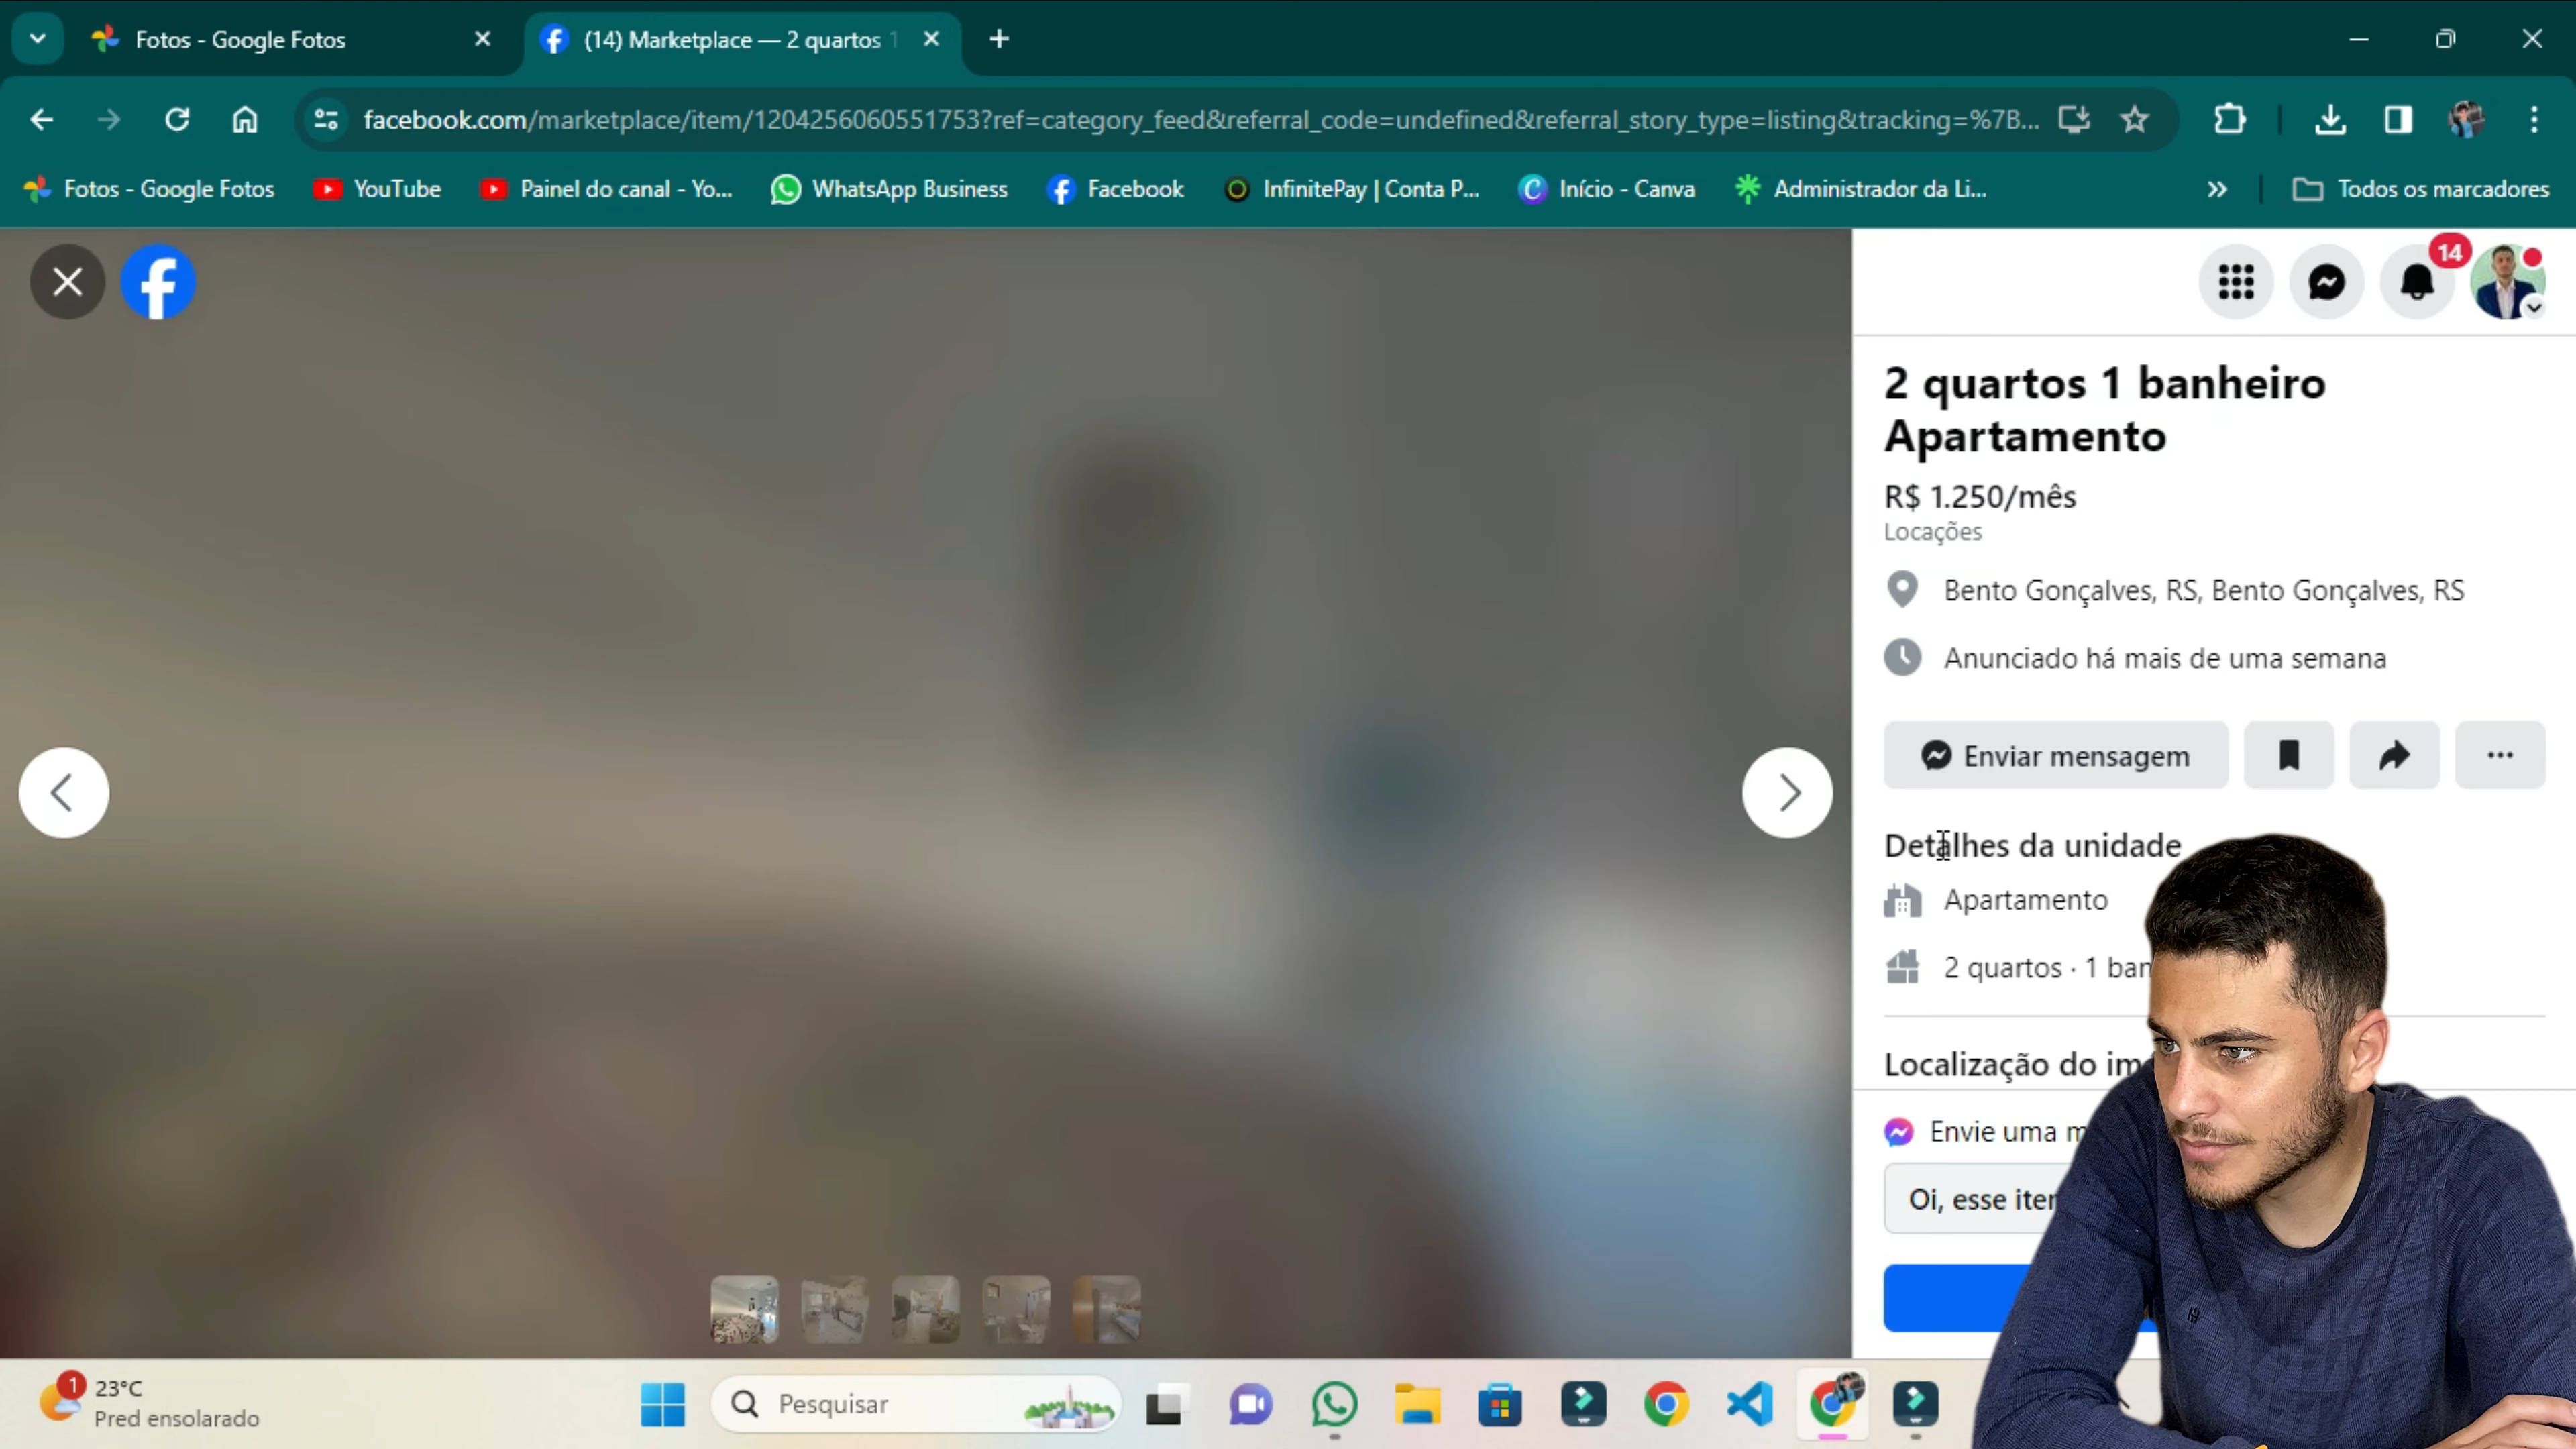 Fotos - Google Fotos
(14) Marketplace — 2 quartos 1
facebook.com/marketplace/item/1204256060551753?ref=category_feed&referral_code=undefined&referral_story_type=listing&tracking=%7B...
Fotos - Google Fotos
YouTube
Painel do canal - Yo...
WhatsApp Business
Facebook
InfinitePay | Conta P...
Início - Canva
Administrador da Li...
Todos os marcadores
14
2 quartos 1 banheiro
Apartamento
R$ 1.250/mês
Locações
Bento Gonçalves, RS, Bento Gonçalves, RS
Anunciado há mais de uma semana
Enviar mensagem
Detalhes da unidade
Apartamento
2 quartos · 1 ban
Localização do im
Envie uma m
Oi, esse iter
1
23°C
Pred ensolarado
Pesquisar